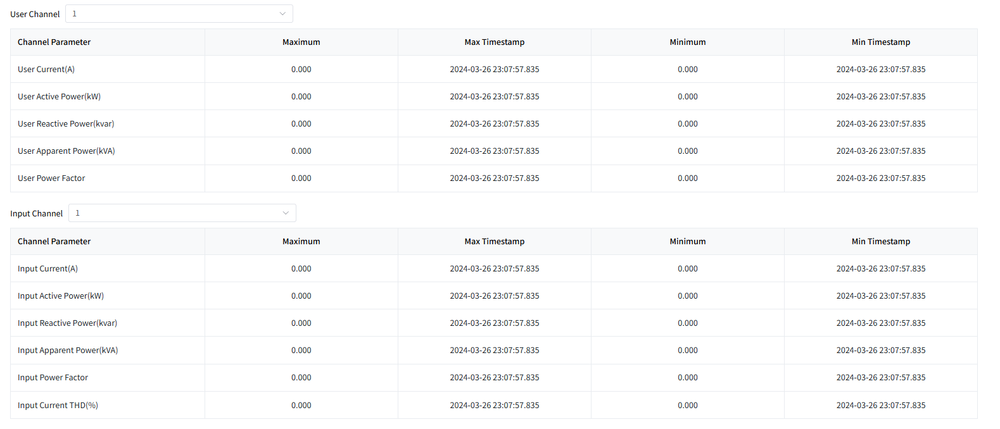 User Channel 1
Channel Parameter Maximum Max Timestamp Minimum Min Timestamp
User Current(A) 0.000 2024-03-26 23:07:57.835 0.000 2024-03-26 23:07:57.835
User Active Power(kW) 0.000 2024-03-26 23:07:57.835 0.000 2024-03-26 23:07:57.835
User Reactive Power(kvar) 0.000 2024-03-26 23:07:57.835 0.000 2024-03-26 23:07:57.835
User Apparent Power(kVA) 0.000 2024-03-26 23:07:57.835 0.000 2024-03-26 23:07:57.835
User Power Factor 0.000 2024-03-26 23:07:57.835 0.000 2024-03-26 23:07:57.835
Input Channel 1
Channel Parameter Maximum Max Timestamp Minimum Min Timestamp
Input Current(A) 0.000 2024-03-26 23:07:57.835 0.000 2024-03-26 23:07:57.835
Input Active Power(kW) 0.000 2024-03-26 23:07:57.835 0.000 2024-03-26 23:07:57.835
Input Reactive Power(kvar) 0.000 2024-03-26 23:07:57.835 0.000 2024-03-26 23:07:57.835
Input Apparent Power(kVA) 0.000 2024-03-26 23:07:57.835 0.000 2024-03-26 23:07:57.835
Input Power Factor 0.000 2024-03-26 23:07:57.835 0.000 2024-03-26 23:07:57.835
Input Current THD(%) 0.000 2024-03-26 23:07:57.835 0.000 2024-03-26 23:07:57.835